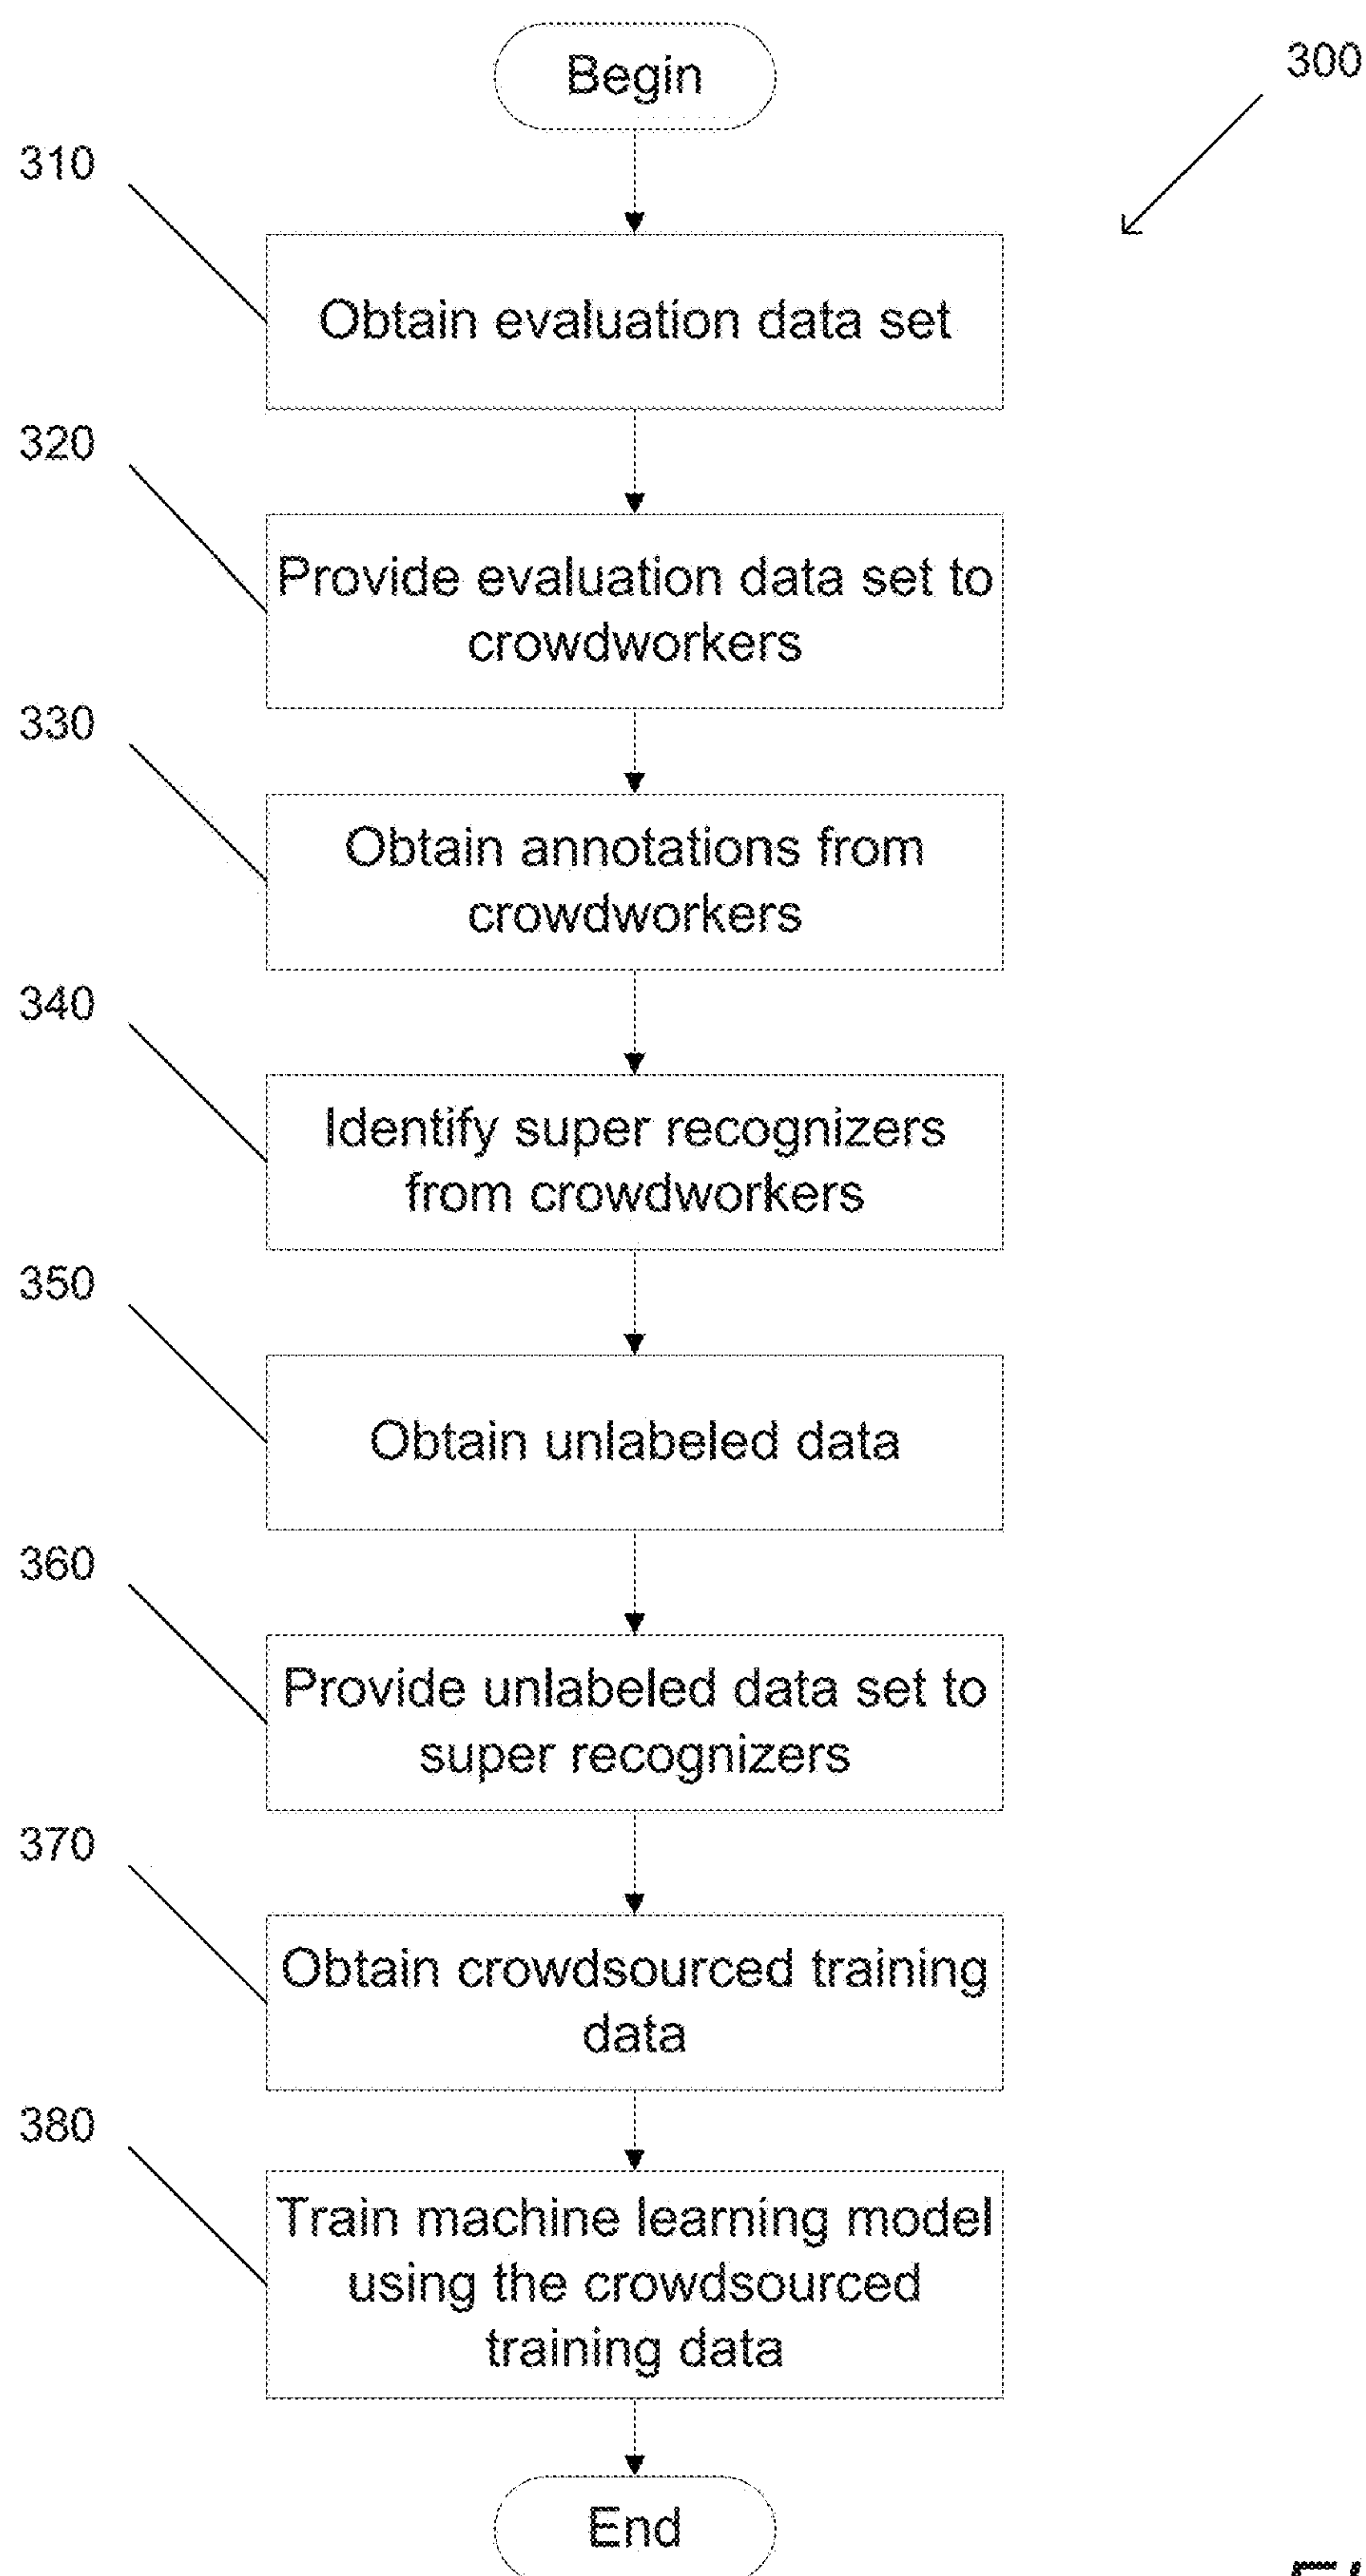 Begin
300
310
Obtain evaluation data set
320
Provide evaluation data set to
crowdworkers
330
Obtain annotations from
crowdworkers
340
Identify super recognizers
from crowdworkers
350
Obtain unlabeled data
360
Provide unlabeled data set to
super recognizers
370
Obtain crowdsourced training
data
380
Train machine learning model
using the crowdsourced
training data
End